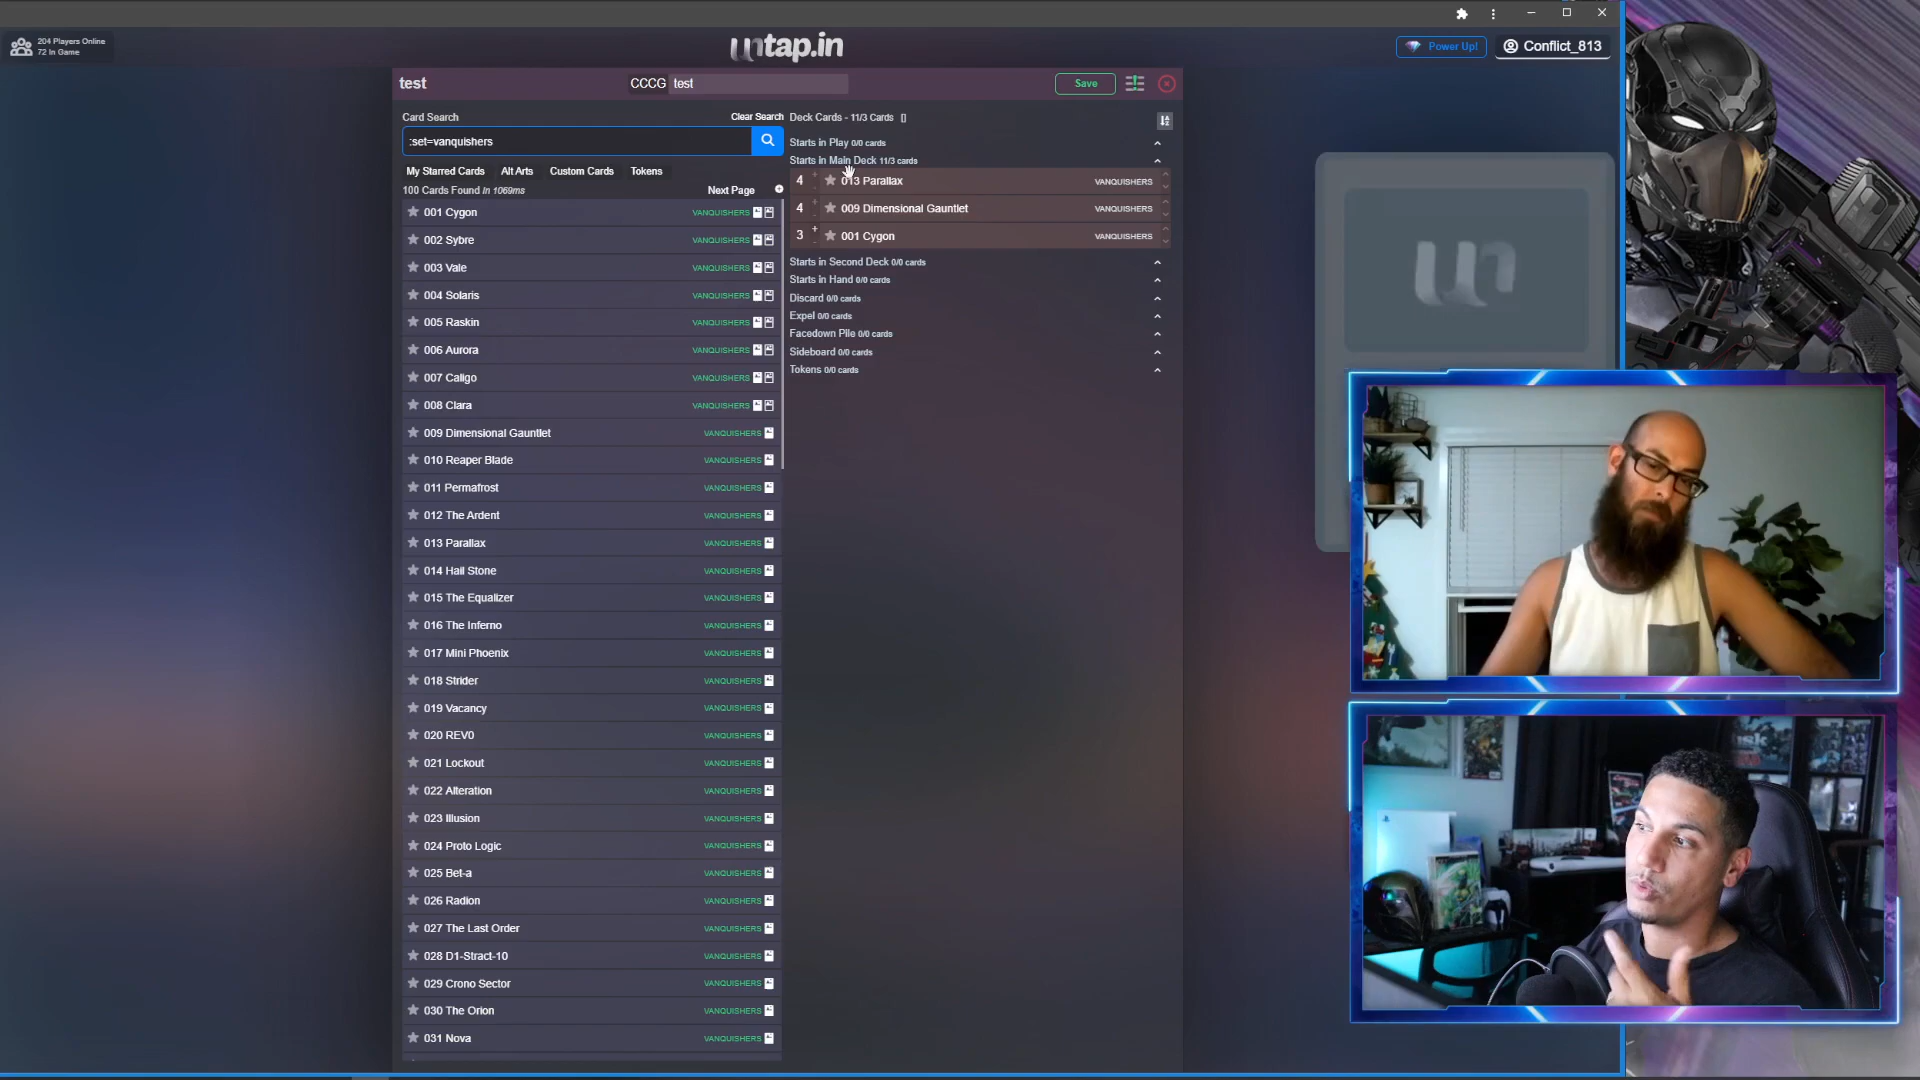 204 Players Online
72 In Game
untap.in
Power Up!
Conflict_813
test
CCCG test
Save
Card Search
Clear Search
:set=vanquishers
My Starred Cards Alt Arts Custom Cards Tokens
100 Cards Found in 1069ms
Next Page
001 Cygon VANQUISHERS
002 Sybre VANQUISHERS
003 Vale VANQUISHERS
004 Solaris VANQUISHERS
005 Raskin VANQUISHERS
006 Aurora VANQUISHERS
007 Caligo VANQUISHERS
008 Clara VANQUISHERS
009 Dimensional Gauntlet VANQUISHERS
010 Reaper Blade VANQUISHERS
011 Permafrost VANQUISHERS
012 The Ardent VANQUISHERS
013 Parallax VANQUISHERS
014 Hail Stone VANQUISHERS
015 The Equalizer VANQUISHERS
016 The Inferno VANQUISHERS
017 Mini Phoenix VANQUISHERS
018 Strider VANQUISHERS
019 Vacancy VANQUISHERS
020 REV0 VANQUISHERS
021 Lockout VANQUISHERS
022 Alteration VANQUISHERS
023 Illusion VANQUISHERS
024 Proto Logic VANQUISHERS
025 Bet-a VANQUISHERS
026 Radion VANQUISHERS
027 The Last Order VANQUISHERS
028 D1-Stract-10 VANQUISHERS
029 Crono Sector VANQUISHERS
030 The Orion VANQUISHERS
031 Nova VANQUISHERS
Deck Cards - 11/3 Cards []
Starts in Play 0/0 cards
Starts in Main Deck 11/3 cards
4 + - 013 Parallax VANQUISHERS
4 + - 009 Dimensional Gauntlet VANQUISHERS
3 + - 001 Cygon VANQUISHERS
Starts in Second Deck 0/0 cards
Starts in Hand 0/0 cards
Discard 0/0 cards
Expel 0/0 cards
Facedown Pile 0/0 cards
Sideboard 0/0 cards
Tokens 0/0 cards
un